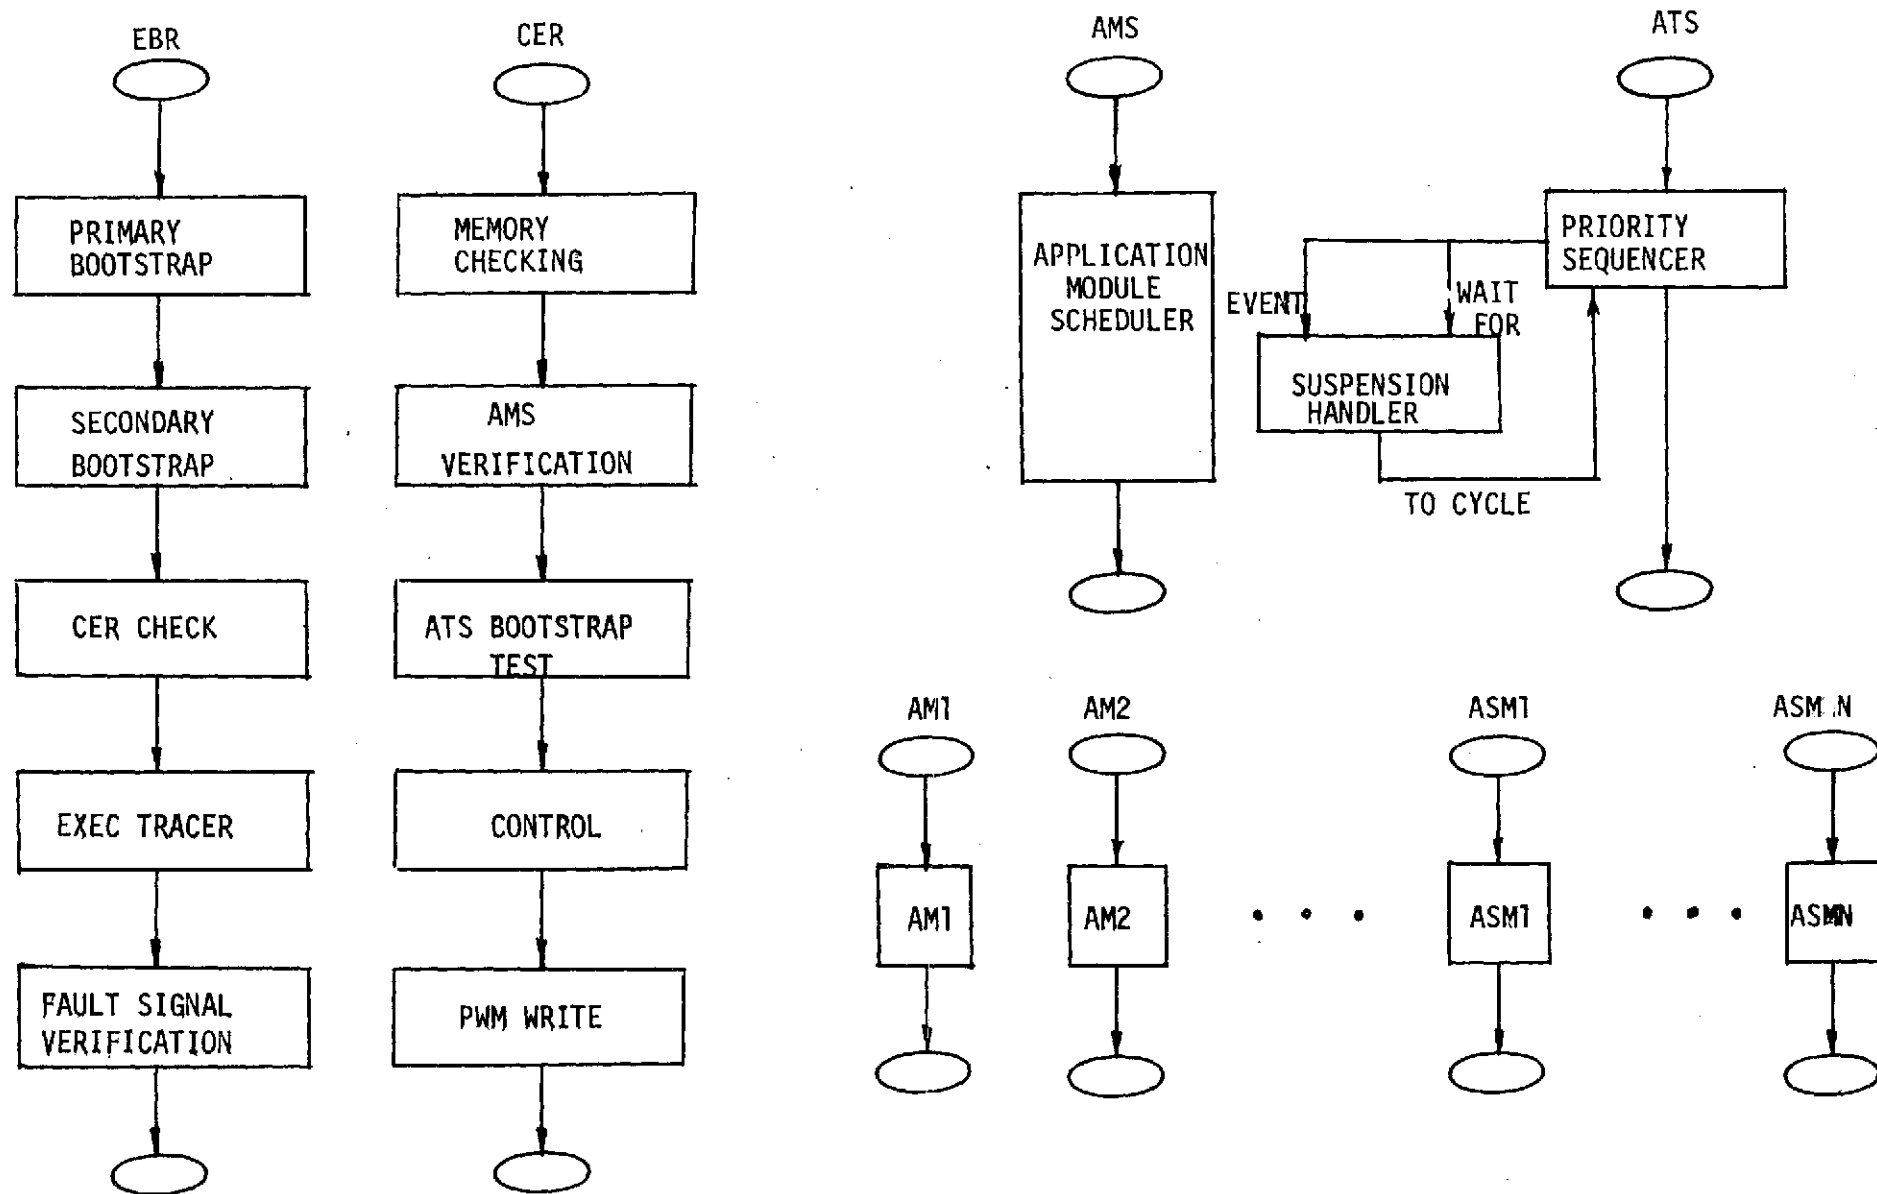 EBR
PRIMARY
BOOTSTRAP
SECONDARY
BOOTSTRAP
CER CHECK
EXEC TRACER
FAULT SIGNAL
VERIFICATION
CER
MEMORY
CHECKING
AMS
VERIFICATION
ATS BOOTSTRAP
TEST
CONTROL
PWM WRITE
AMS
APPLICATION
MODULE
SCHEDULER
ATS
PRIORITY
SEQUENCER
EVENT
WAIT
FOR
SUSPENSION
HANDLER
TO CYCLE
AM1
AM1
AM2
AM2
ASM1
ASM1
ASM N
ASMN